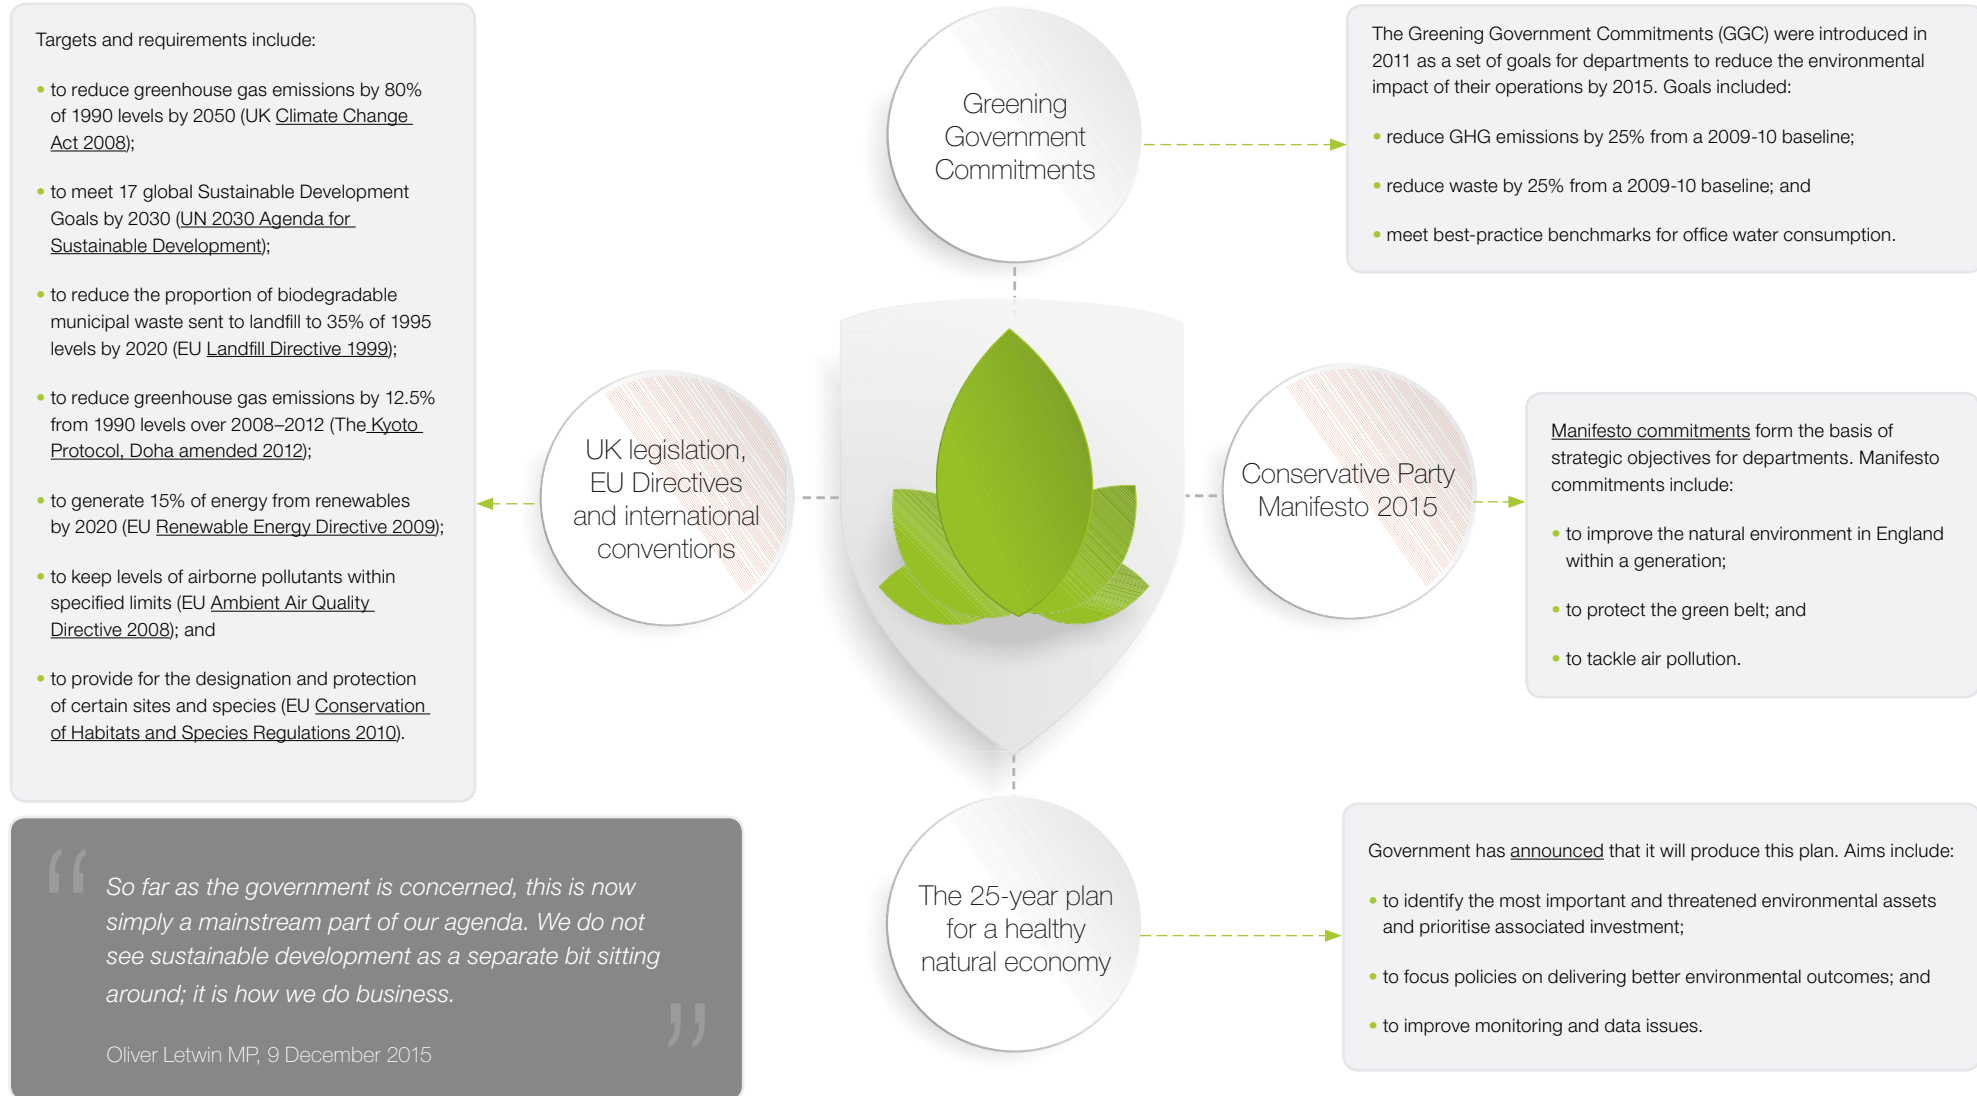 Targets and requirements include:
• to reduce greenhouse gas emissions by 80%
of 1990 levels by 2050 (UK Climate Change
Act 2008);
• to meet 17 global Sustainable Development
Goals by 2030 (UN 2030 Agenda for
Sustainable Development);
• to reduce the proportion of biodegradable
municipal waste sent to landfill to 35% of 1995
levels by 2020 (EU Landfill Directive 1999);
• to reduce greenhouse gas emissions by 12.5%
from 1990 levels over 2008–2012 (The Kyoto
Protocol, Doha amended 2012);
• to generate 15% of energy from renewables
by 2020 (EU Renewable Energy Directive 2009);
• to keep levels of airborne pollutants within
specified limits (EU Ambient Air Quality
Directive 2008); and
• to provide for the designation and protection
of certain sites and species (EU Conservation
of Habitats and Species Regulations 2010).
UK legislation,
EU Directives
and international
conventions
Greening
Government
Commitments
The Greening Government Commitments (GGC) were introduced in
2011 as a set of goals for departments to reduce the environmental
impact of their operations by 2015. Goals included:
• reduce GHG emissions by 25% from a 2009-10 baseline;
• reduce waste by 25% from a 2009-10 baseline; and
• meet best-practice benchmarks for office water consumption.
Conservative Party
Manifesto 2015
Manifesto commitments form the basis of
strategic objectives for departments. Manifesto
commitments include:
• to improve the natural environment in England
within a generation;
• to protect the green belt; and
• to tackle air pollution.
“
So far as the government is concerned, this is now
simply a mainstream part of our agenda. We do not
see sustainable development as a separate bit sitting
around; it is how we do business.
”
Oliver Letwin MP, 9 December 2015
The 25-year plan
for a healthy
natural economy
Government has announced that it will produce this plan. Aims include:
• to identify the most important and threatened environmental assets
and prioritise associated investment;
• to focus policies on delivering better environmental outcomes; and
• to improve monitoring and data issues.